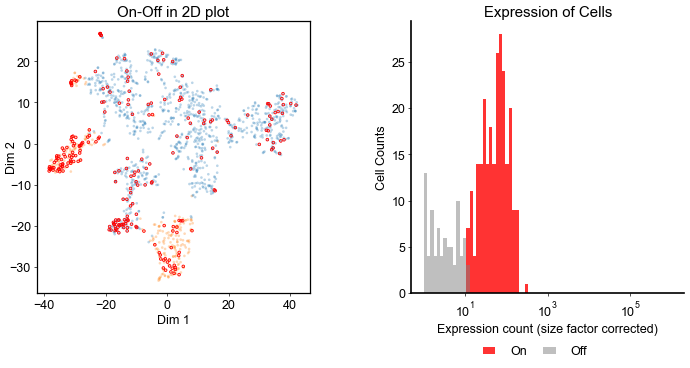 On-Off in 2D plot
Dim 2
20
10
0
−10
−20
−30
−40
−20
0
20
40
Dim 1
Expression of Cells
Cell Counts
25
20
15
10
5
0
10^1
10^3
10^5
Expression count (size factor corrected)
On
Off